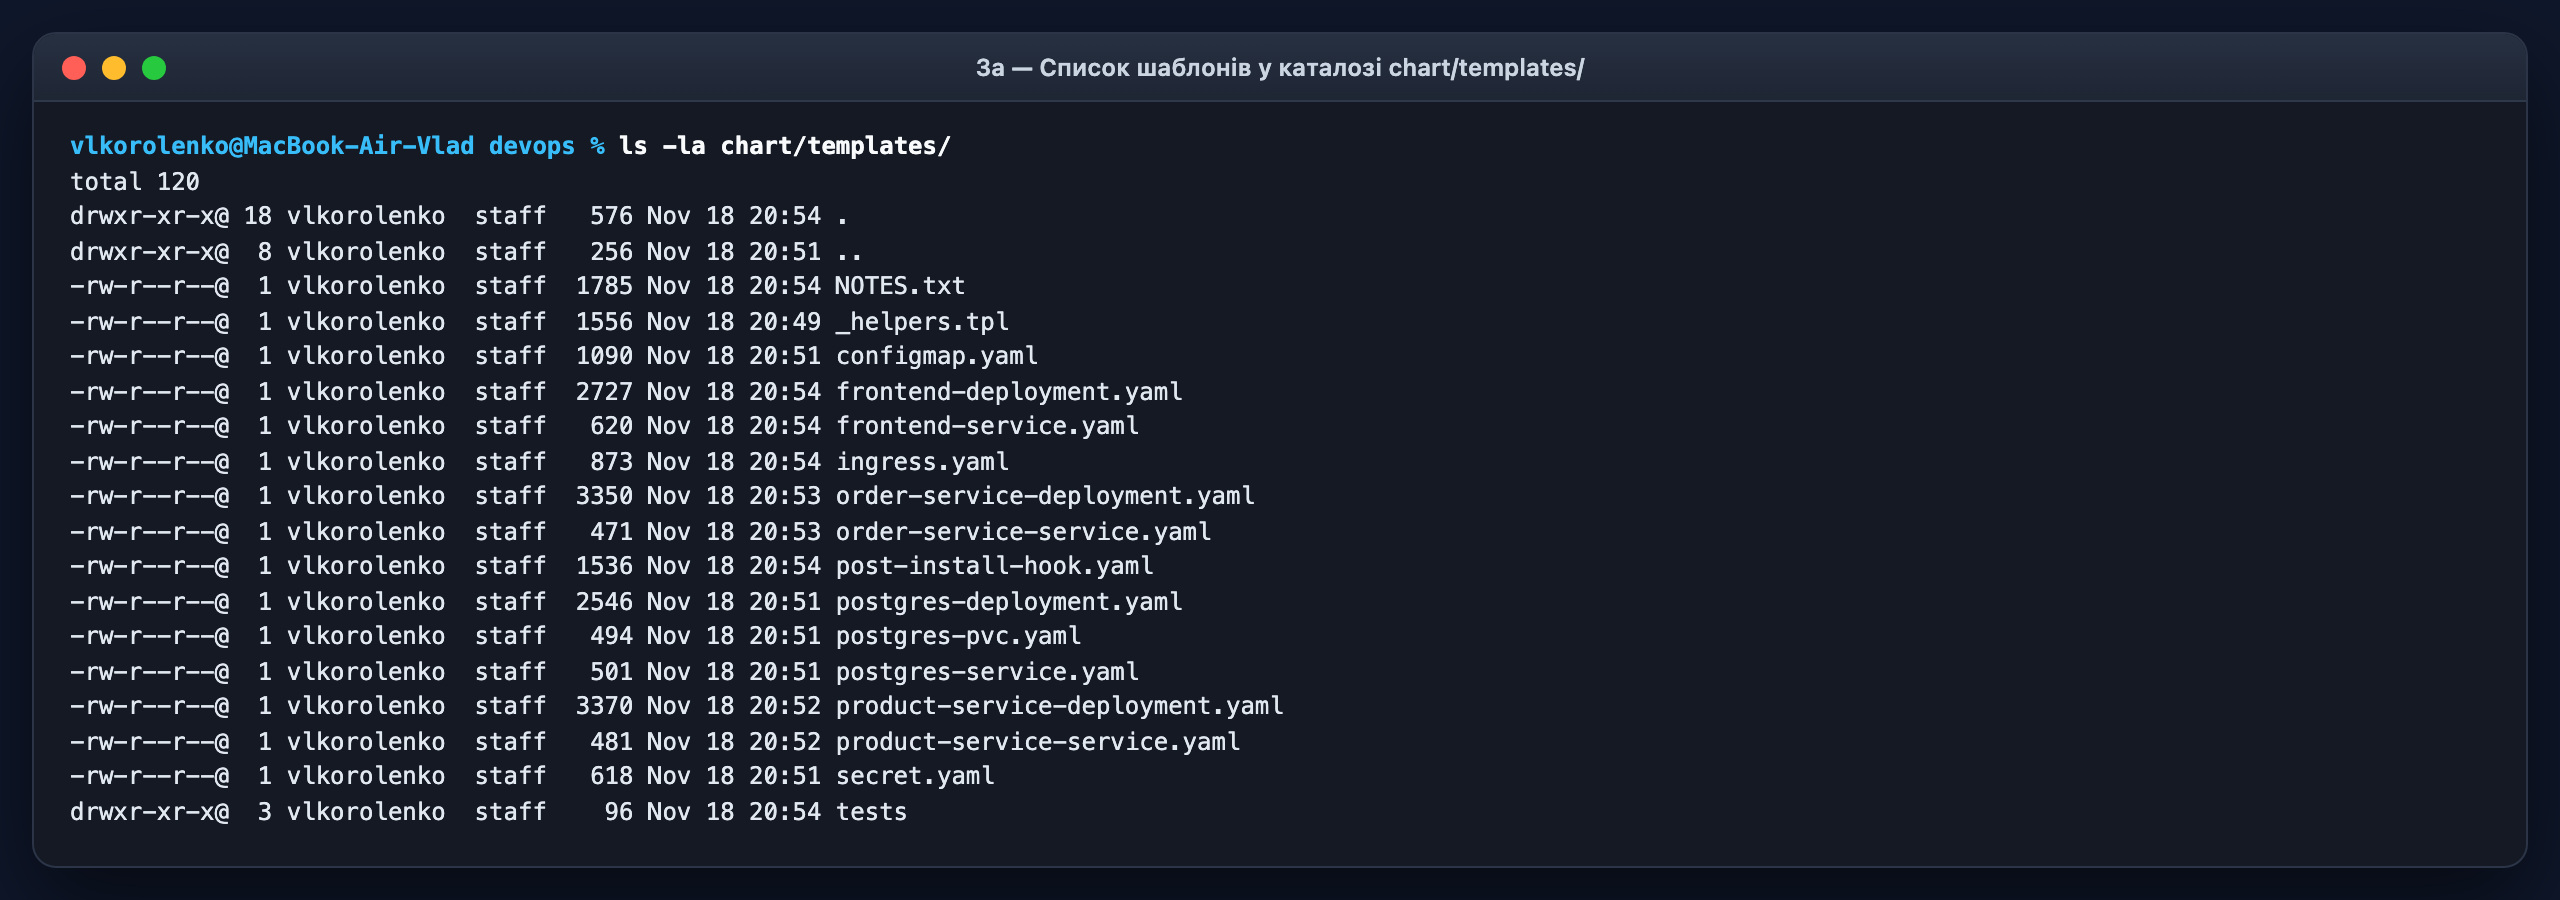 3a — Список шаблонів у каталозі chart/templates/
vlkorolenko@MacBook-Air-Vlad devops % ls -la chart/templates/
total 120
drwxr-xr-x@ 18 vlkorolenko  staff   576 Nov 18 20:54 .
drwxr-xr-x@  8 vlkorolenko  staff   256 Nov 18 20:51 ..
-rw-r--r--@  1 vlkorolenko  staff  1785 Nov 18 20:54 NOTES.txt
-rw-r--r--@  1 vlkorolenko  staff  1556 Nov 18 20:49 _helpers.tpl
-rw-r--r--@  1 vlkorolenko  staff  1090 Nov 18 20:51 configmap.yaml
-rw-r--r--@  1 vlkorolenko  staff  2727 Nov 18 20:54 frontend-deployment.yaml
-rw-r--r--@  1 vlkorolenko  staff   620 Nov 18 20:54 frontend-service.yaml
-rw-r--r--@  1 vlkorolenko  staff   873 Nov 18 20:54 ingress.yaml
-rw-r--r--@  1 vlkorolenko  staff  3350 Nov 18 20:53 order-service-deployment.yaml
-rw-r--r--@  1 vlkorolenko  staff   471 Nov 18 20:53 order-service-service.yaml
-rw-r--r--@  1 vlkorolenko  staff  1536 Nov 18 20:54 post-install-hook.yaml
-rw-r--r--@  1 vlkorolenko  staff  2546 Nov 18 20:51 postgres-deployment.yaml
-rw-r--r--@  1 vlkorolenko  staff   494 Nov 18 20:51 postgres-pvc.yaml
-rw-r--r--@  1 vlkorolenko  staff   501 Nov 18 20:51 postgres-service.yaml
-rw-r--r--@  1 vlkorolenko  staff  3370 Nov 18 20:52 product-service-deployment.yaml
-rw-r--r--@  1 vlkorolenko  staff   481 Nov 18 20:52 product-service-service.yaml
-rw-r--r--@  1 vlkorolenko  staff   618 Nov 18 20:51 secret.yaml
drwxr-xr-x@  3 vlkorolenko  staff    96 Nov 18 20:54 tests